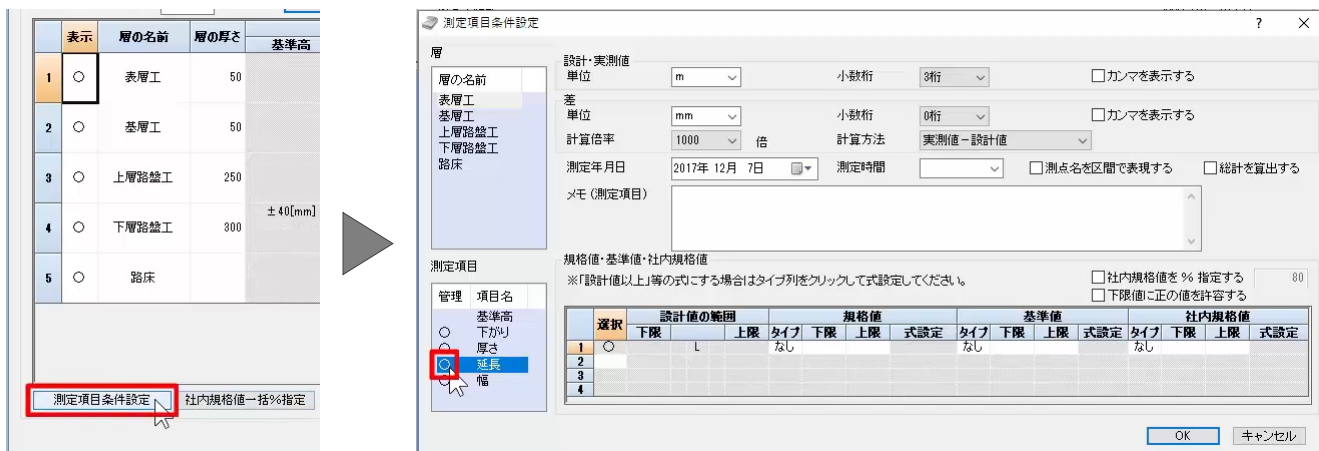 表示 層の名前 層の厚さ 基準高
1 ○ 表層工 50
2 ○ 基層工 50
3 ○ 上層路盤工 250
4 ○ 下層路盤工 300 ±40[mm]
5 ○ 路床
測定項目条件設定 社内規格値一括%指定
測定項目条件設定 ? ×
層
層の名前
表層工
基層工
上層路盤工
下層路盤工
路床
測定項目
管理 項目名
基準高
○ 下がり
○ 厚さ
○ 延長
○ 幅
設計・実測値
単位 m 小数桁 3桁 カンマを表示する
差
単位 mm 小数桁 0桁 カンマを表示する
計算倍率 1000 倍 計算方法 実測値-設計値
測定年月日 2017年 12月 7日 測定時間 測点名を区間で表現する 総計を算出する
メモ(測定項目)
規格値・基準値・社内規格値
※「設計値以上」等の式にする場合はタイプ列をクリックして式設定してください。
社内規格値を % 指定する 80
下限値に正の値を許容する
選択 設計値の範囲 規格値 基準値 社内規格値
下限 上限 タイプ 下限 上限 式設定 タイプ 下限 上限 式設定 タイプ 下限 上限 式設定
1 ○ L なし なし なし
2
3
4
OK キャンセル